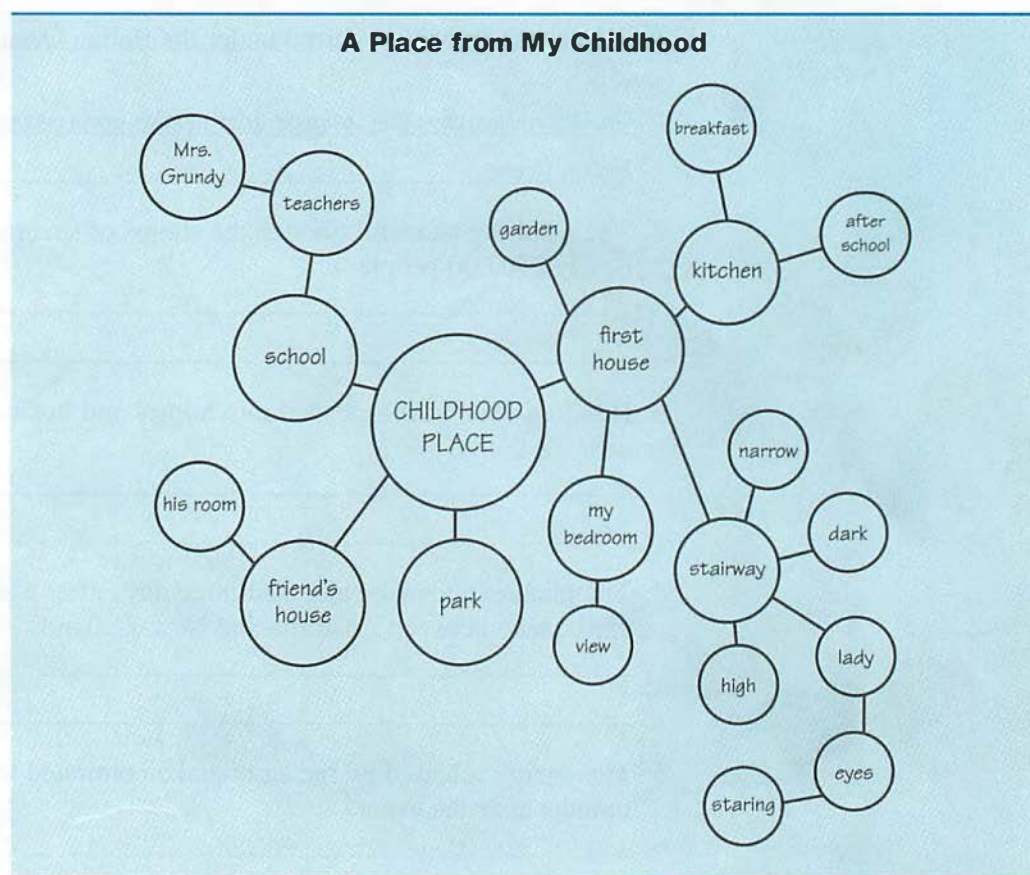 A Place from My Childhood
breakfast
Mrs.
Grundy
teachers
garden
after
school
kitchen
first
house
school
CHILDHOOD
PLACE
narrow
his room
my
bedroom
dark
stairway
friend's
house
park
view
lady
high
eyes
staring